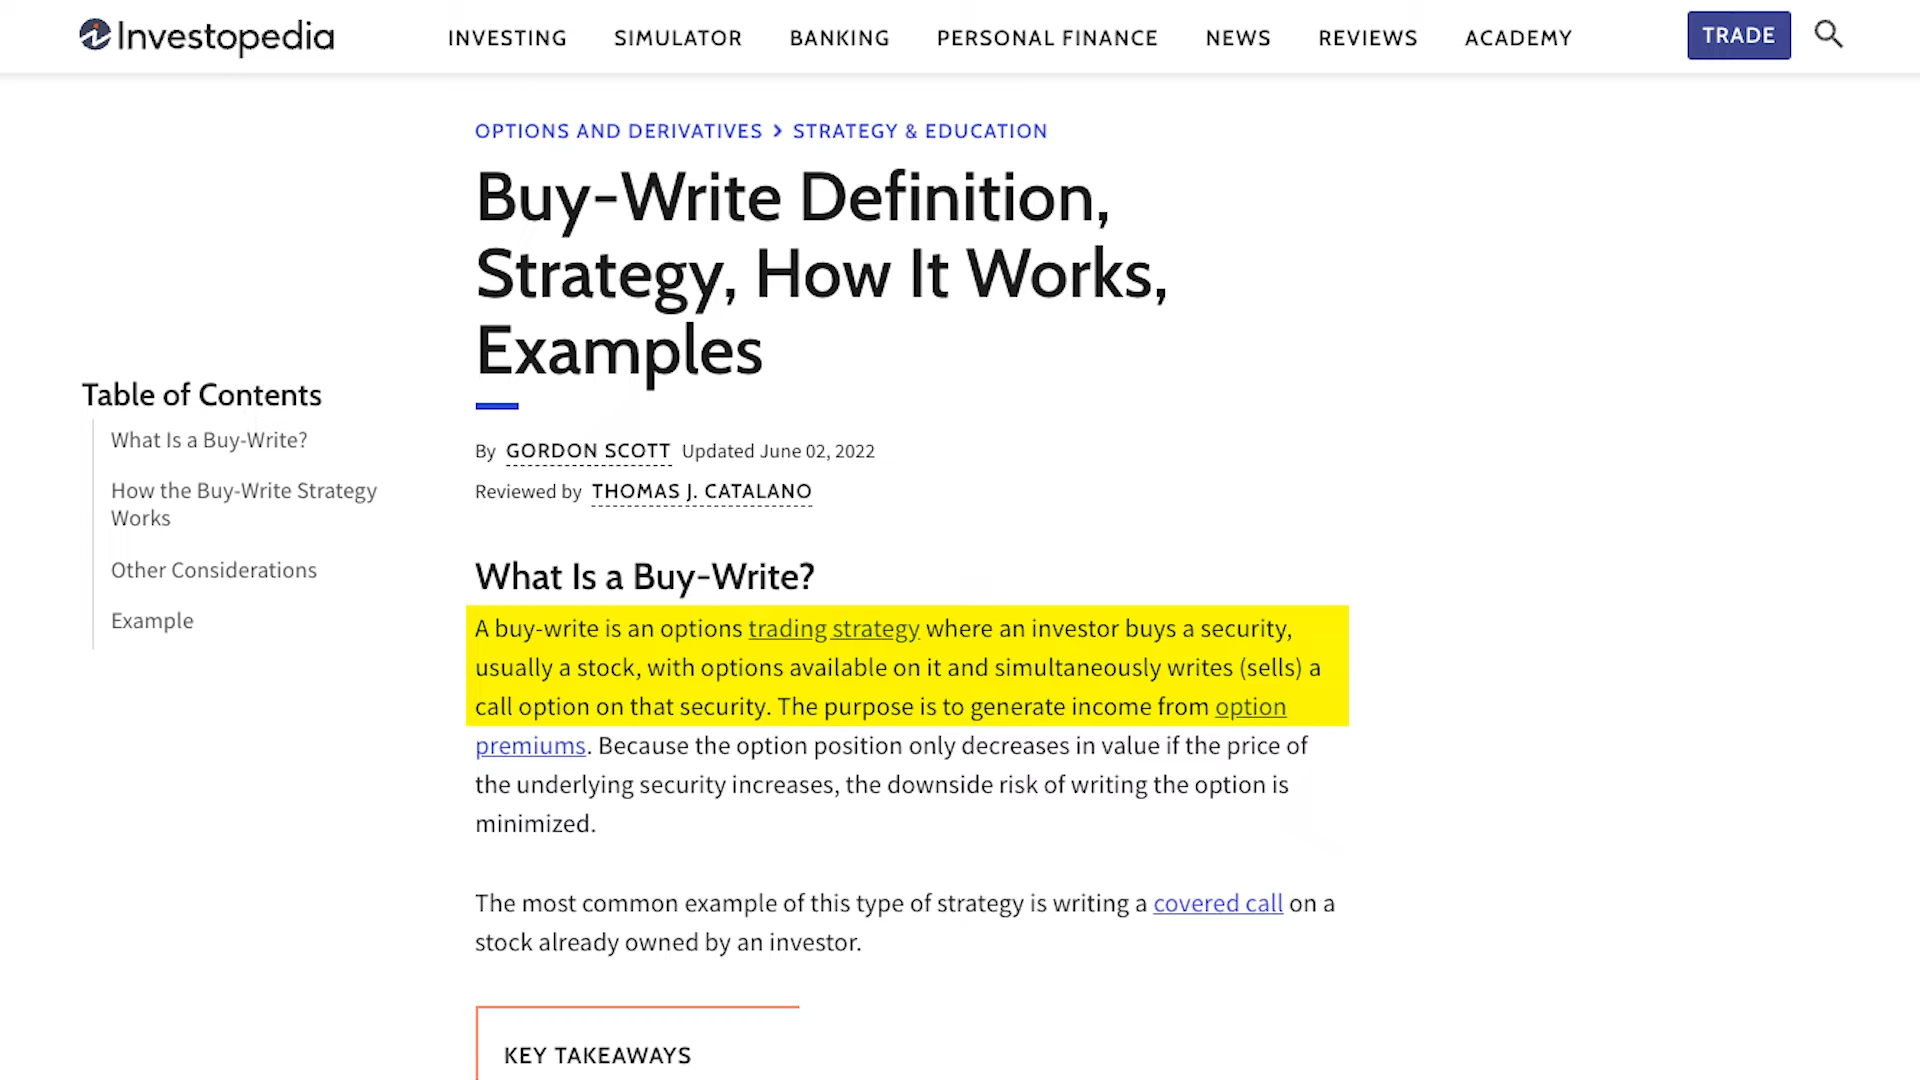 Investopedia
INVESTING SIMULATOR BANKING PERSONAL FINANCE NEWS REVIEWS ACADEMY TRADE
OPTIONS AND DERIVATIVES > STRATEGY & EDUCATION
Buy-Write Definition,
Strategy, How It Works,
Examples
By GORDON SCOTT Updated June 02, 2022
Reviewed by THOMAS J. CATALANO
Table of Contents
What Is a Buy-Write?
How the Buy-Write Strategy
Works
Other Considerations
Example
What Is a Buy-Write?
A buy-write is an options trading strategy where an investor buys a security,
usually a stock, with options available on it and simultaneously writes (sells) a
call option on that security. The purpose is to generate income from option
premiums. Because the option position only decreases in value if the price of
the underlying security increases, the downside risk of writing the option is
minimized.
The most common example of this type of strategy is writing a covered call on a
stock already owned by an investor.
KEY TAKEAWAYS